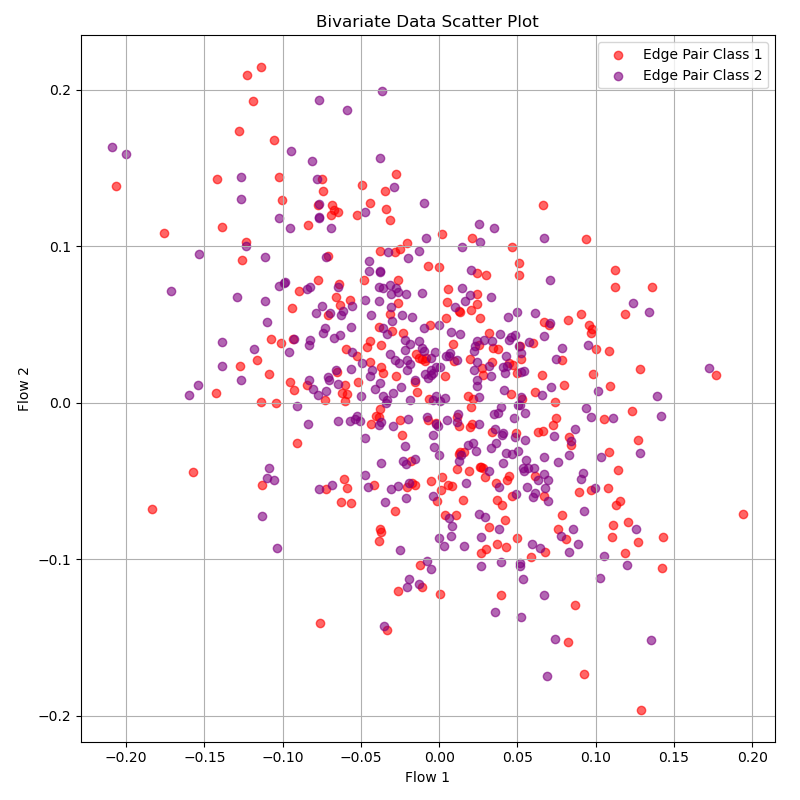 Bivariate Data Scatter Plot
Edge Pair Class 1
Edge Pair Class 2
0.2
0.1
0.0
−0.1
−0.2
Flow 2
−0.20 −0.15 −0.10 −0.05 0.00 0.05 0.10 0.15 0.20
Flow 1